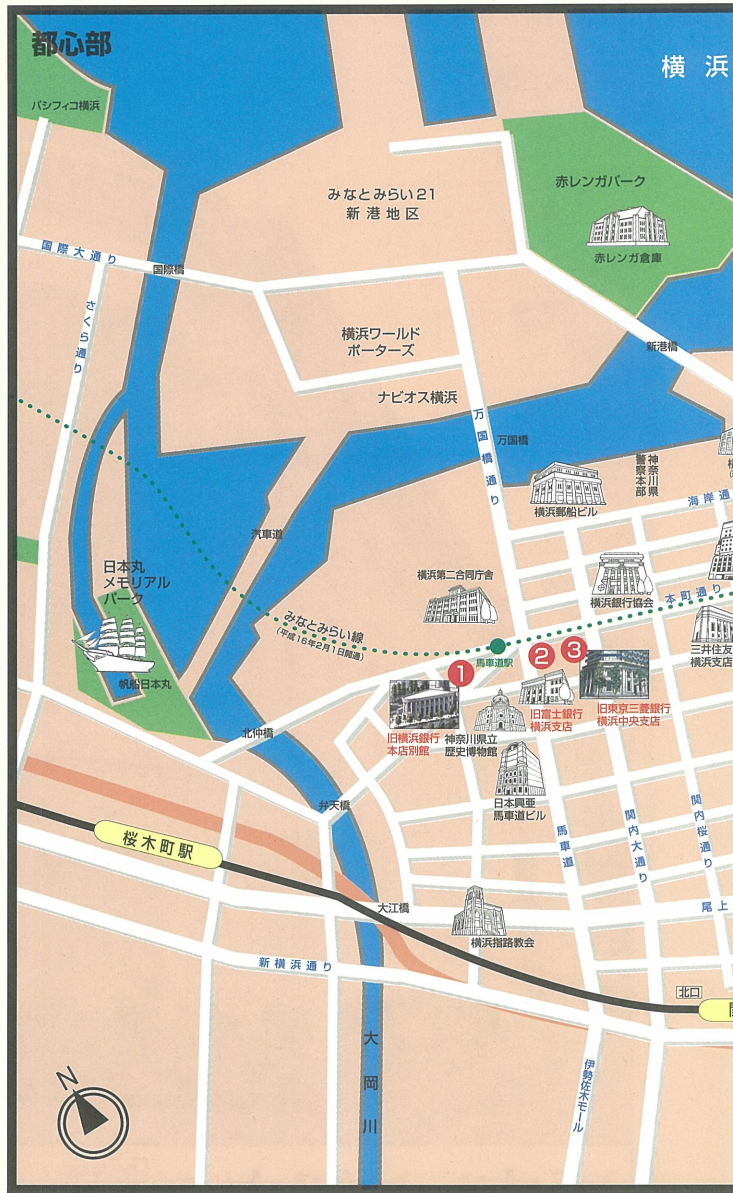 都心部
横浜
パシフィコ横浜
みなとみらい21
新港地区
赤レンガパーク
赤レンガ倉庫
国際大通り
国際橋
さくら通り
横浜ワールド
ポーターズ
新港橋
ナビオス横浜
万国橋通り
万国橋
横浜郵船ビル
神奈川県
警察本部
海岸通
汽車道
日本丸
メモリアル
パーク
帆船日本丸
みなとみらい線
(平成16年2月1日開通)
横浜第二合同庁舎
横浜銀行協会
本町通り
三井住友
横浜支店
馬車道駅
1
2
3
旧横浜銀行
本店別館
神奈川県立
歴史博物館
旧富士銀行
横浜支店
旧東京三菱銀行
横浜中央支店
北仲橋
日本興亜
馬車道ビル
弁天橋
桜木町駅
馬車道
関内大通り
関内桜通り
大江橋
尾上
横浜指路教会
新横浜通り
北口
大岡川
伊勢佐木モール
N